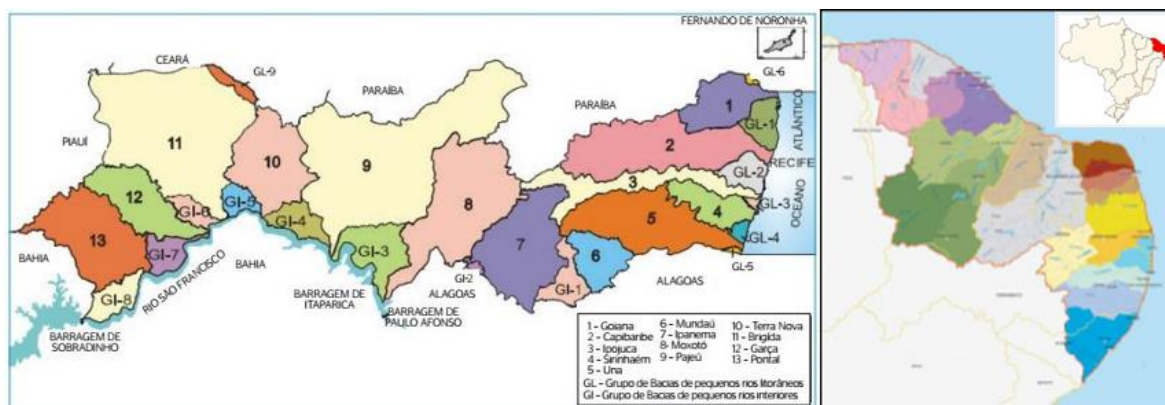 FERNANDO DE NORONHA
CEARÁ
GL-9
GL-6
PARAÍBA
PARAÍBA
1
GL-1
ATLÂNTICO
PIAUÍ
11
10
9
2
RECIFE
GL-2
12
GI-6
GI-5
8
3
GL-3
OCEANO
13
GI-4
5
4
GL-4
GI-7
GI-3
7
6
GL-5
BAHIA
BAHIA
GI-2
GI-1
ALAGOAS
ALAGOAS
GI-8
RIO SÃO FRANCISCO
BARRAGEM DE
ITAPARICA
BARRAGEM DE
PAULO AFONSO
BARRAGEM DE
SOBRADINHO
1 - Goiana
2 - Capibaribe
3 - Ipojuca
4 - Sirinhaém
5 - Una
6 - Mundaú
7 - Ipanema
8- Moxotó
9 - Pajeú
10 - Terra Nova
11 - Brigída
12 - Garça
13 - Pontal
GL - Grupo de Bacias de pequenos rios litorâneos
GI - Grupo de Bacias de pequenos rios interiores